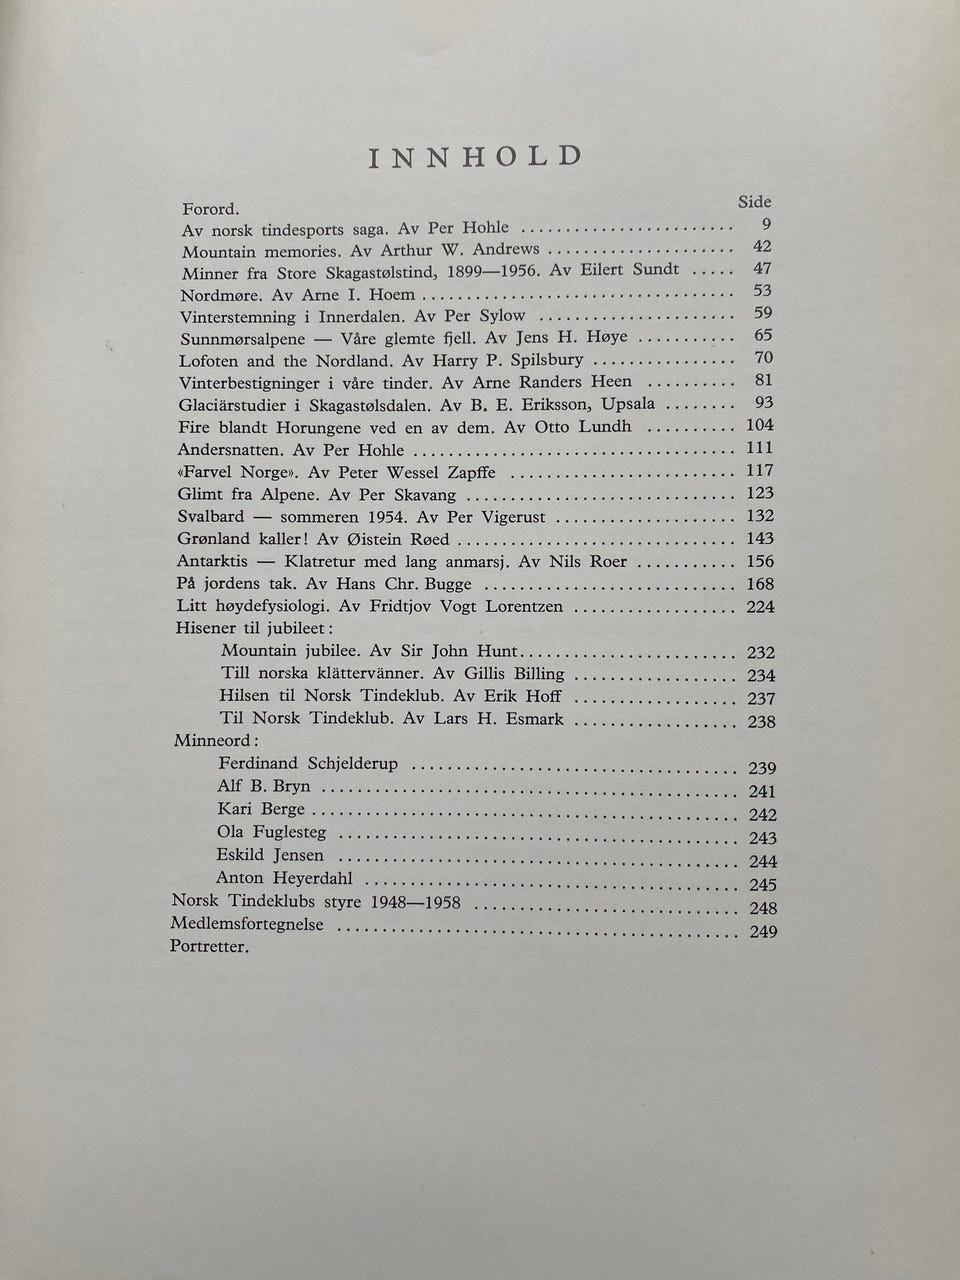 INNHOLD
Side
Forord.
Av norsk tindesports saga. Av Per Hohle ........................ 9
Mountain memories. Av Arthur W. Andrews ..................... 42
Minner fra Store Skagastølstind, 1899—1956. Av Eilert Sundt ..... 47
Nordmøre. Av Arne I. Hoem ................................... 53
Vinterstemning i Innerdalen. Av Per Sylow ...................... 59
Sunnmørsalpene — Våre glemte fjell. Av Jens H. Høye ........... 65
Lofoten and the Nordland. Av Harry P. Spilsbury ................ 70
Vinterbestigninger i våre tinder. Av Arne Randers Heen .......... 81
Glaciärstudier i Skagastølsdalen. Av B. E. Eriksson, Upsala ........ 93
Fire blandt Horungene ved en av dem. Av Otto Lundh .......... 104
Andersnatten. Av Per Hohle .................................... 111
«Farvel Norge». Av Peter Wessel Zapffe ......................... 117
Glimt fra Alpene. Av Per Skavang .............................. 123
Svalbard — sommeren 1954. Av Per Vigerust .................... 132
Grønland kaller! Av Øistein Røed ............................... 143
Antarktis — Klatretur med lang anmarsj. Av Nils Roer ........... 156
På jordens tak. Av Hans Chr. Bugge ............................ 168
Litt høydefysiologi. Av Fridtjov Vogt Lorentzen .................. 224
Hisener til jubileet:
Mountain jubilee. Av Sir John Hunt........................ 232
Till norska klättervänner. Av Gillis Billing .................. 234
Hilsen til Norsk Tindeklub. Av Erik Hoff .................. 237
Til Norsk Tindeklub. Av Lars H. Esmark .................. 238
Minneord:
Ferdinand Schjelderup .................................... 239
Alf B. Bryn .............................................. 241
Kari Berge ............................................... 242
Ola Fuglesteg ............................................ 243
Eskild Jensen ............................................ 244
Anton Heyerdahl ......................................... 245
Norsk Tindeklubs styre 1948—1958 ............................. 248
Medlemsfortegnelse ............................................ 249
Portretter.